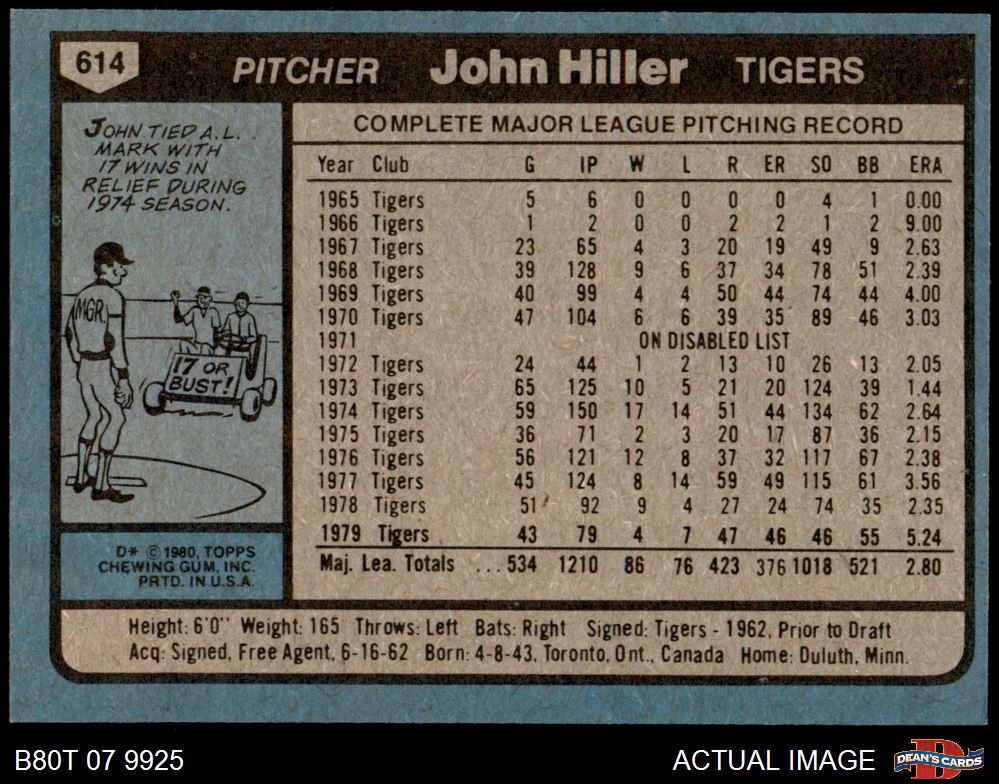 614 PITCHER John Hiller TIGERS
JOHN TIED A.L.
MARK WITH
17 WINS IN
RELIEF DURING
1974 SEASON.
MGR.
17 OR
BUST!
D* © 1980, TOPPS
CHEWING GUM, INC.
PRTD. IN U.S.A.
COMPLETE MAJOR LEAGUE PITCHING RECORD
Year Club G IP W L R ER SO BB ERA
1965 Tigers 5 6 0 0 0 0 4 1 0.00
1966 Tigers 1 2 0 0 2 2 1 2 9.00
1967 Tigers 23 65 4 3 20 19 49 9 2.63
1968 Tigers 39 128 9 6 37 34 78 51 2.39
1969 Tigers 40 99 4 4 50 44 74 44 4.00
1970 Tigers 47 104 6 6 39 35 89 46 3.03
1971 ON DISABLED LIST
1972 Tigers 24 44 1 2 13 10 26 13 2.05
1973 Tigers 65 125 10 5 21 20 124 39 1.44
1974 Tigers 59 150 17 14 51 44 134 62 2.64
1975 Tigers 36 71 2 3 20 17 87 36 2.15
1976 Tigers 56 121 12 8 37 32 117 67 2.38
1977 Tigers 45 124 8 14 59 49 115 61 3.56
1978 Tigers 51 92 9 4 27 24 74 35 2.35
1979 Tigers 43 79 4 7 47 46 46 55 5.24
Maj. Lea. Totals ...534 1210 86 76 423 376 1018 521 2.80
Height: 6'0" Weight: 165 Throws: Left Bats: Right Signed: Tigers - 1962, Prior to Draft
Acq: Signed, Free Agent, 6-16-62 Born: 4-8-43, Toronto, Ont., Canada Home: Duluth, Minn.
B80T 07 9925 ACTUAL IMAGE DEAN'S CARDS